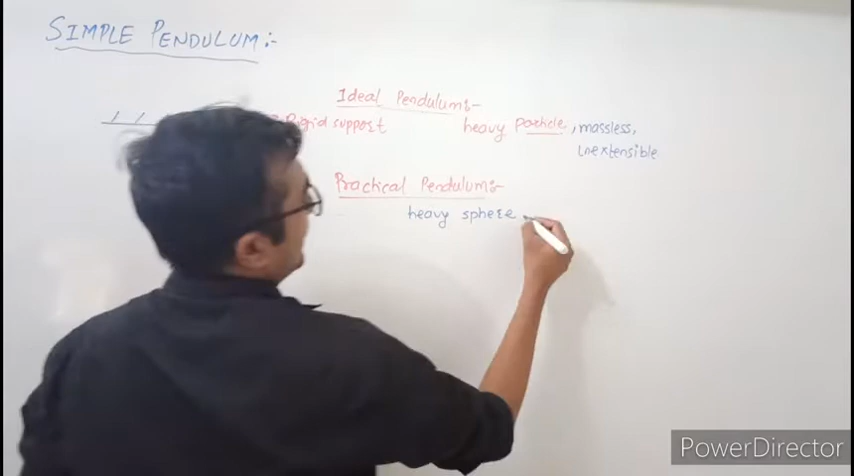 SIMPLE PENDULUM:-
Ideal Pendulum:-
Rigid support
heavy particle, massless,
inextensible
Practical Pendulum:-
heavy sphere
PowerDirector